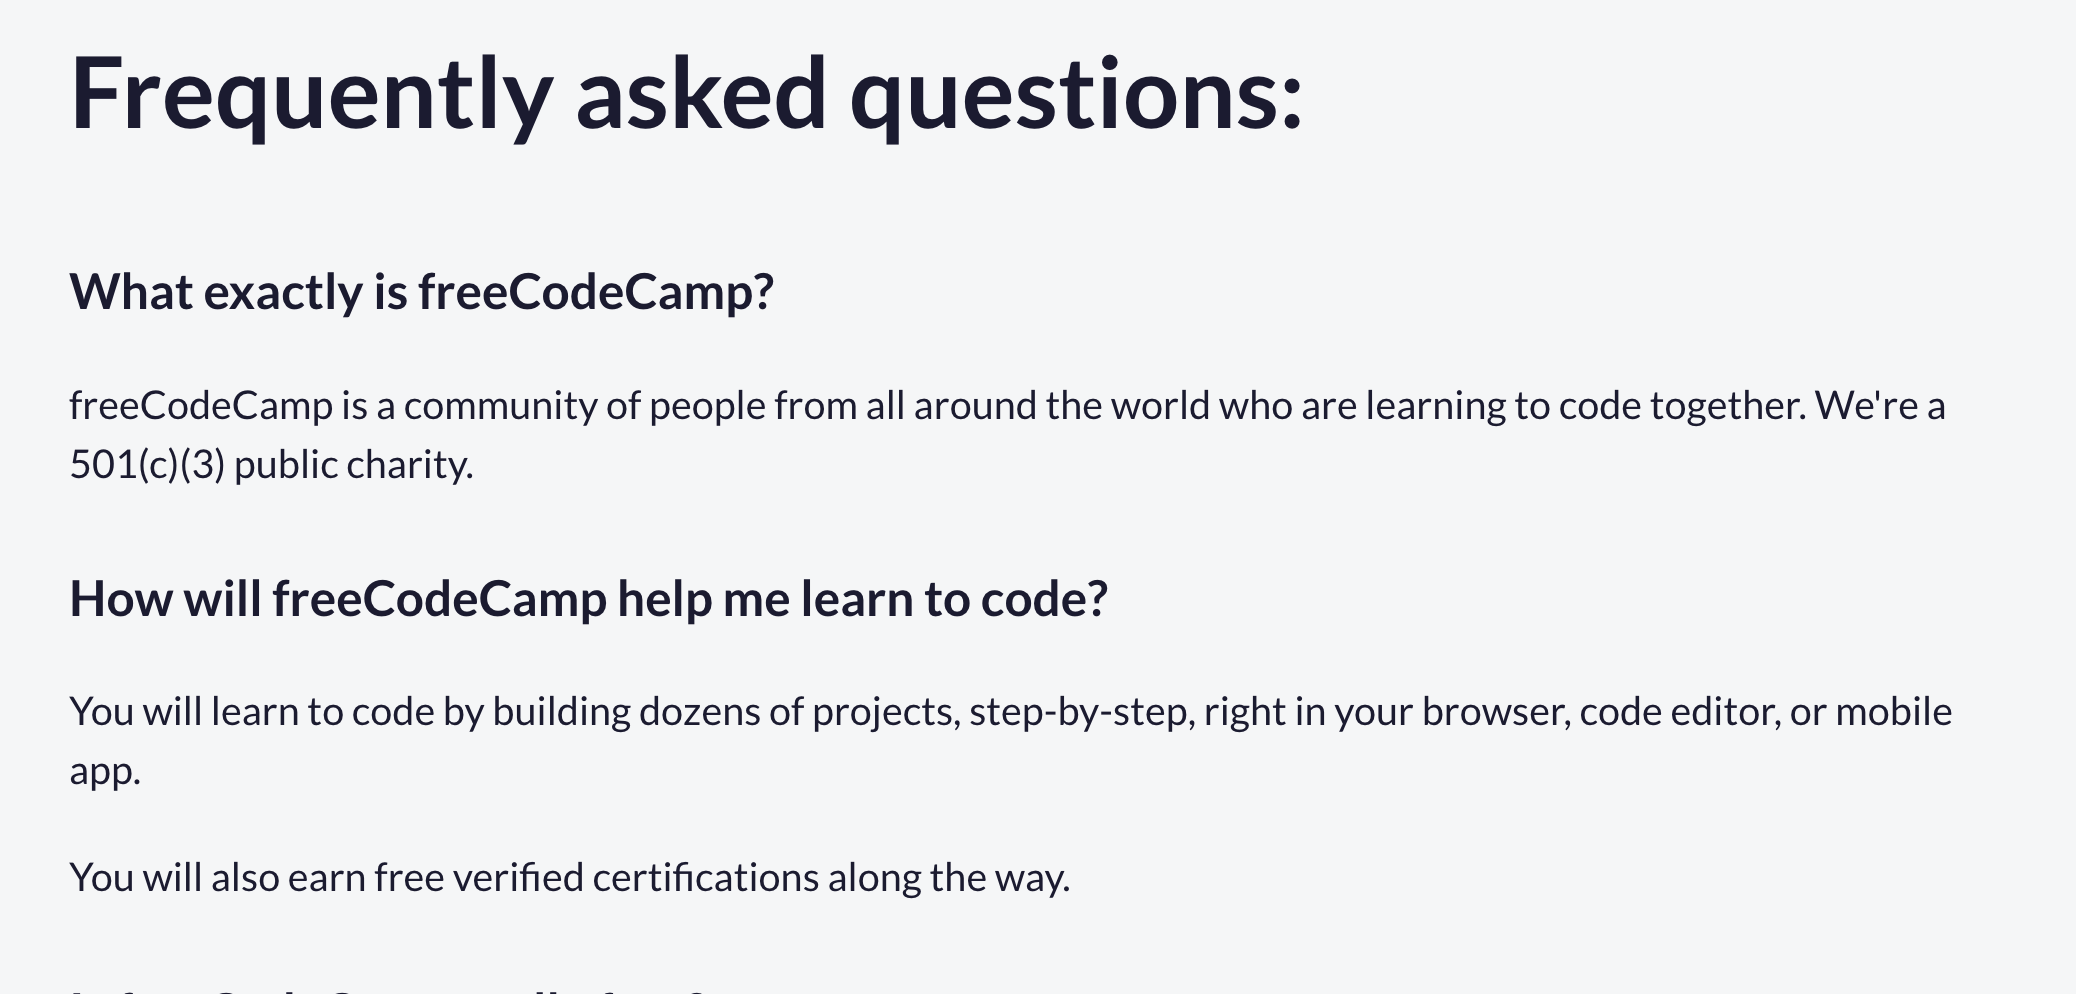 Frequently asked questions:
What exactly is freeCodeCamp?
freeCodeCamp is a community of people from all around the world who are learning to code together. We're a
501(c)(3) public charity.
How will freeCodeCamp help me learn to code?
You will learn to code by building dozens of projects, step-by-step, right in your browser, code editor, or mobile
app.
You will also earn free verified certifications along the way.